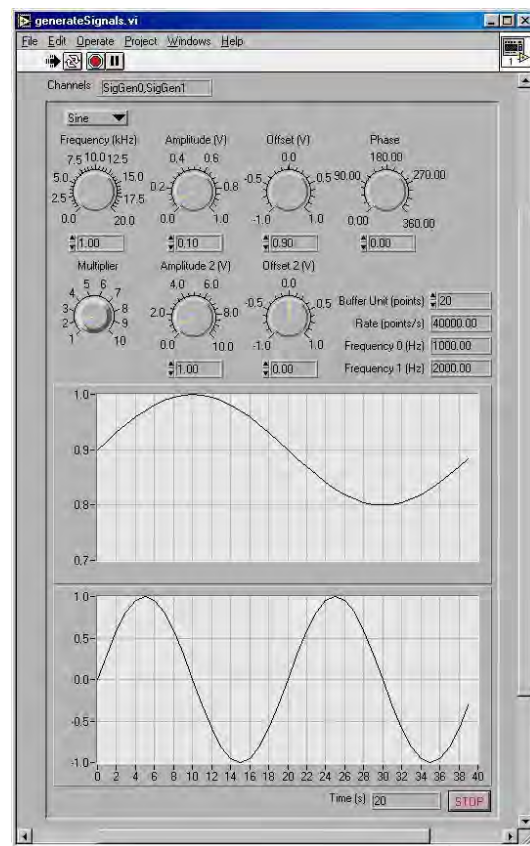 generateSignals.vi
File Edit Operate Project Windows Help
1
Channels SigGen0,SigGen1
Sine
Frequency (kHz) Amplitude (V) Offset (V) Phase
7.5 10.0 12.5 0.4 0.6 0.0 180.00
5.0 15.0 0.2 0.8 -0.5 0.5 90.00 270.00
2.5 17.5
0.0 20.0 0.0 1.0 -1.0 1.0 0.00 360.00
1.00 0.10 0.90 0.00
Multiplier Amplitude 2 (V) Offset 2 (V)
4 5 6 7 4.0 6.0 0.0
3 8 2.0 8.0 -0.5 0.5 Buffer Unit (points) 20
2 9 Rate (points/s) 40000.00
1 10 0.0 10.0 -1.0 1.0 Frequency 0 (Hz) 1000.00
1.00 0.00 Frequency 1 (Hz) 2000.00
1.0
0.9
0.8
0.7
1.0
0.5
0.0
-0.5
-1.0
0 2 4 6 8 10 12 14 16 18 20 22 24 26 28 30 32 34 36 38 40
Time (s) 20 STOP